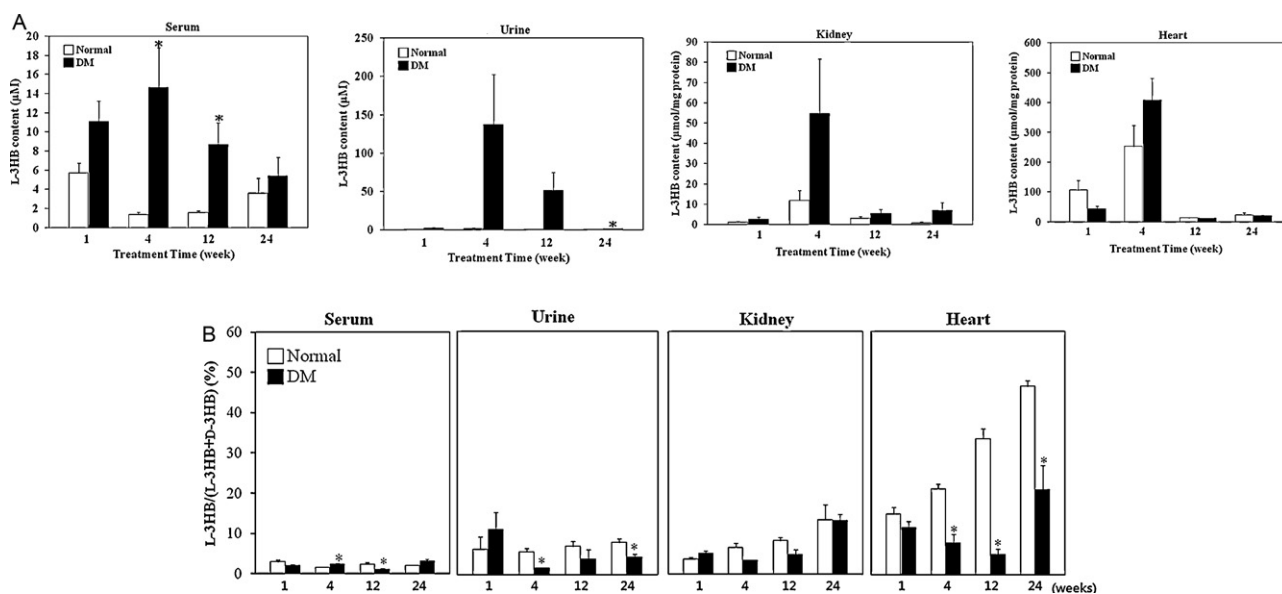 A
Serum
Normal
DM
L-3HB content (μM)
20
18
16
14
12
10
8
6
4
2
0
*
*
1 4 12 24
Treatment Time (week)
Urine
Normal
DM
L-3HB content (μM)
250
200
150
100
50
0
*
1 4 12 24
Treatment Time (week)
Kidney
Normal
DM
L-3HB content (μmol/mg protein)
90
80
70
60
50
40
30
20
10
0
1 4 12 24
Treatment Time (week)
Heart
Normal
DM
L-3HB content (μmol/mg protein)
600
500
400
300
200
100
0
1 4 12 24
Treatment Time (week)
B
Serum
Normal
DM
L-3HB/(L-3HB+D-3HB) (%)
60
50
40
30
20
10
0
* *
1 4 12 24
Urine
* *
1 4 12 24
Kidney
1 4 12 24
Heart
*
*
*
1 4 12 24 (weeks)